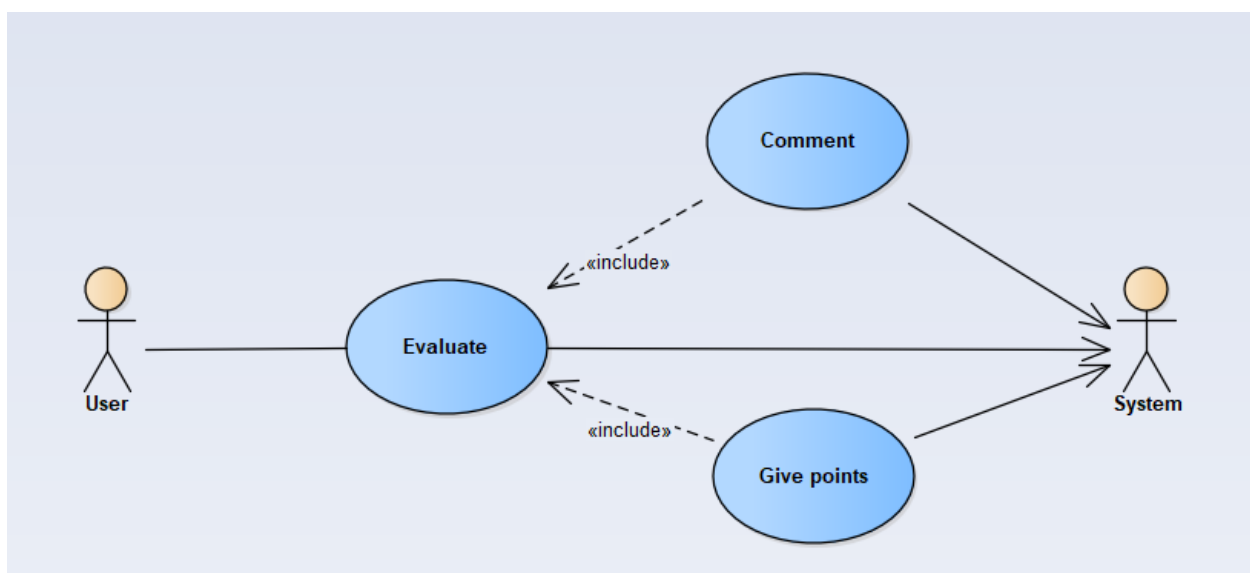 Comment
«include»
Evaluate
User
System
«include»
Give points